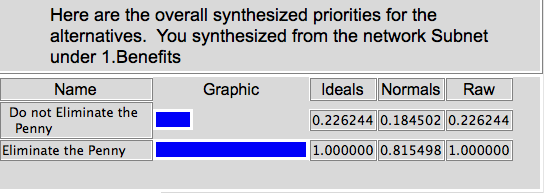 Here are the overall synthesized priorities for the
alternatives. You synthesized from the network Subnet
under 1.Benefits
Name Graphic Ideals Normals Raw
Do not Eliminate the
Penny
0.226244 0.184502 0.226244
Eliminate the Penny 1.000000 0.815498 1.000000